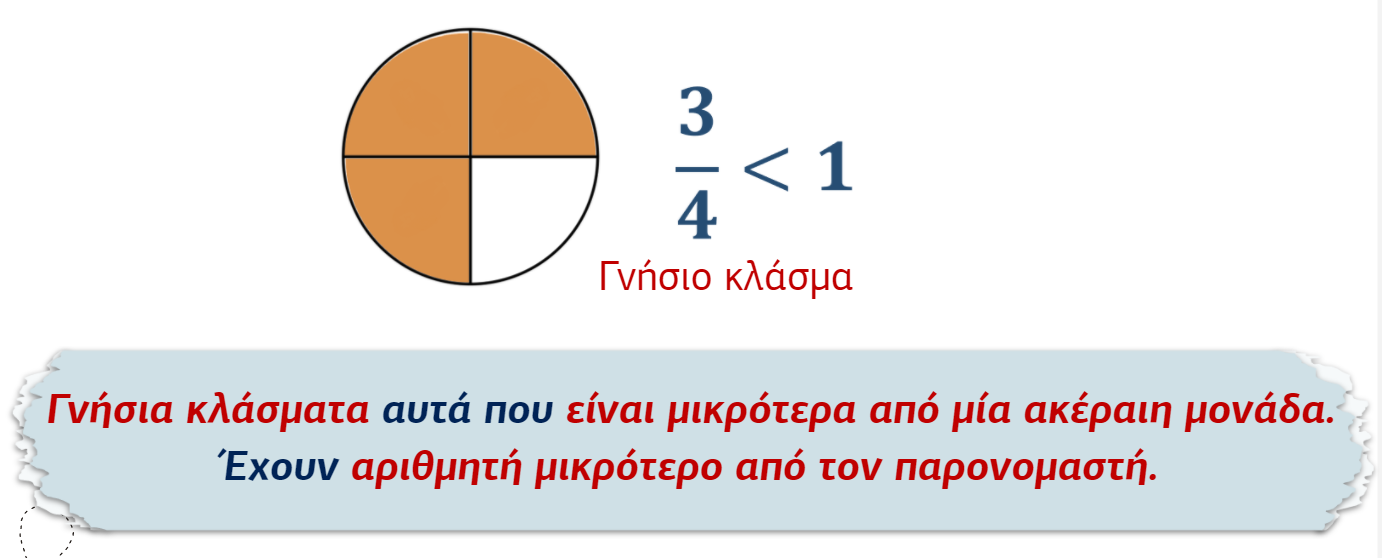 3/4 < 1
Γνήσιο κλάσμα
Γνήσια κλάσματα αυτά που είναι μικρότερα από μία ακέραιη μονάδα.
Έχουν αριθμητή μικρότερο από τον παρονομαστή.